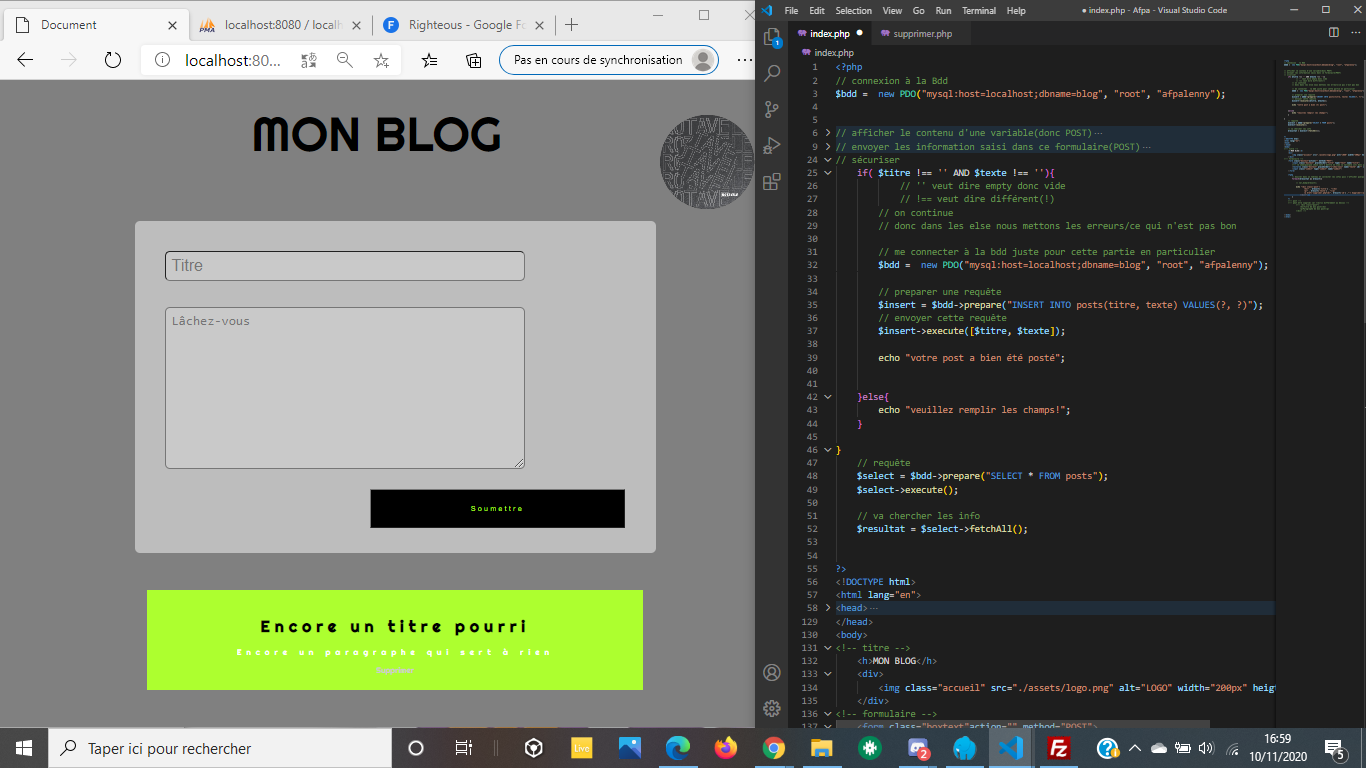 Document
localhost:8080 / localh
Righteous - Google Fo
localhost:80...
Pas en cours de synchronisation
MON BLOG
Titre
Lâchez-vous
Soumettre
Encore un titre pourri
Encore un paragraphe qui sert à rien
File Edit Selection View Go Run Terminal Help
● index.php - Afpa - Visual Studio Code
index.php
supprimer.php
index.php
1 <?php
2 // connexion à la Bdd
3 $bdd =  new PDO("mysql:host=localhost;dbname=blog", "root", "afpalenny");
4
5
6 // afficher le contenu d'une variable(donc POST)···
9 // envoyer les information saisi dans ce formulaire(POST)···
24 // sécuriser
25 if( $titre !== '' AND $texte !== ''){
26 // '' veut dire empty donc vide
27 // !== veut dire différent(!)
28 // on continue
29 // donc dans les else nous mettons les erreurs/ce qui n'est pas bon
30
31 // me connecter à la bdd juste pour cette partie en particulier
32 $bdd =  new PDO("mysql:host=localhost;dbname=blog", "root", "afpalenny");
33
34 // preparer une requête
35 $insert = $bdd->prepare("INSERT INTO posts(titre, texte) VALUES(?, ?)");
36 // envoyer cette requête
37 $insert->execute([$titre, $texte]);
38
39 echo "votre post a bien été posté";
40
41
42 }else{
43 echo "veuillez remplir les champs!";
44 }
45
46 }
47 // requête
48 $select = $bdd->prepare("SELECT * FROM posts");
49 $select->execute();
50
51 // va chercher les info
52 $resultat = $select->fetchAll();
53
54
55 ?>
56 <!DOCTYPE html>
57 <html lang="en">
58 <head>···
129 </head>
130 <body>
131 <!-- titre -->
132 <h>MON BLOG</h>
133 <div>
134 <img class="accueil" src="./assets/logo.png" alt="LOGO" width="200px" heigt
135 </div>
136 <!-- formulaire -->
137 <form class="boxtext"action="" method="POST">
Taper ici pour rechercher
Live
2
16:59
10/11/2020
5